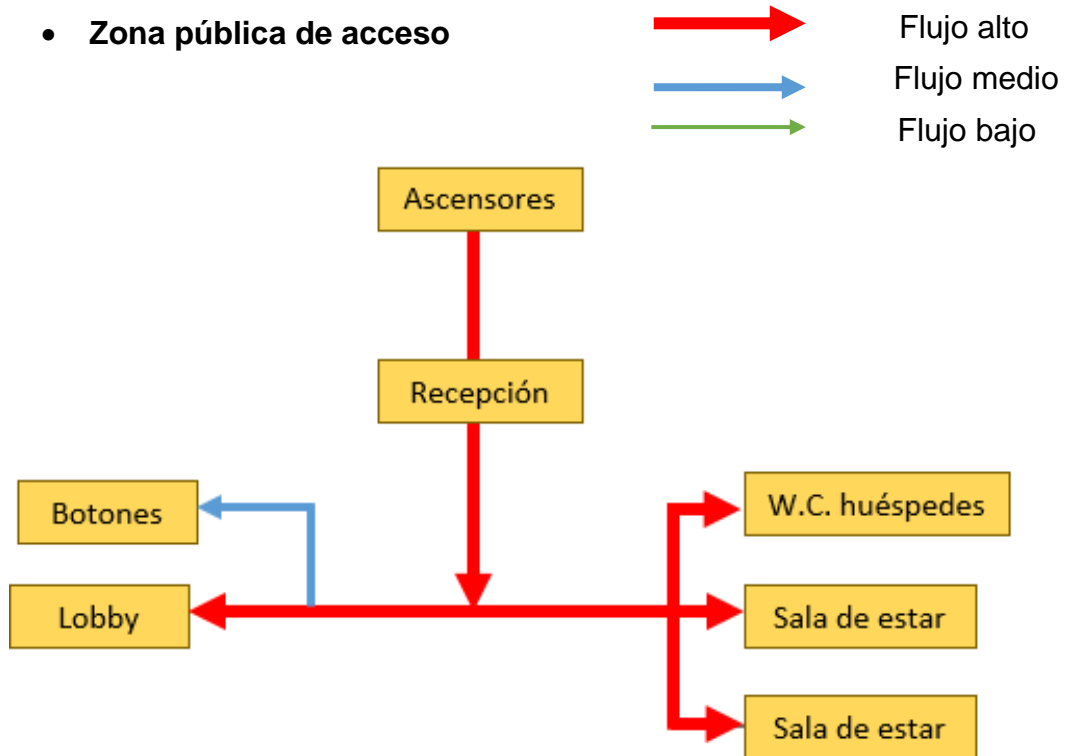 • Zona pública de acceso
Flujo alto
Flujo medio
Flujo bajo
Ascensores
Recepción
Botones
W.C. huéspedes
Lobby
Sala de estar
Sala de estar